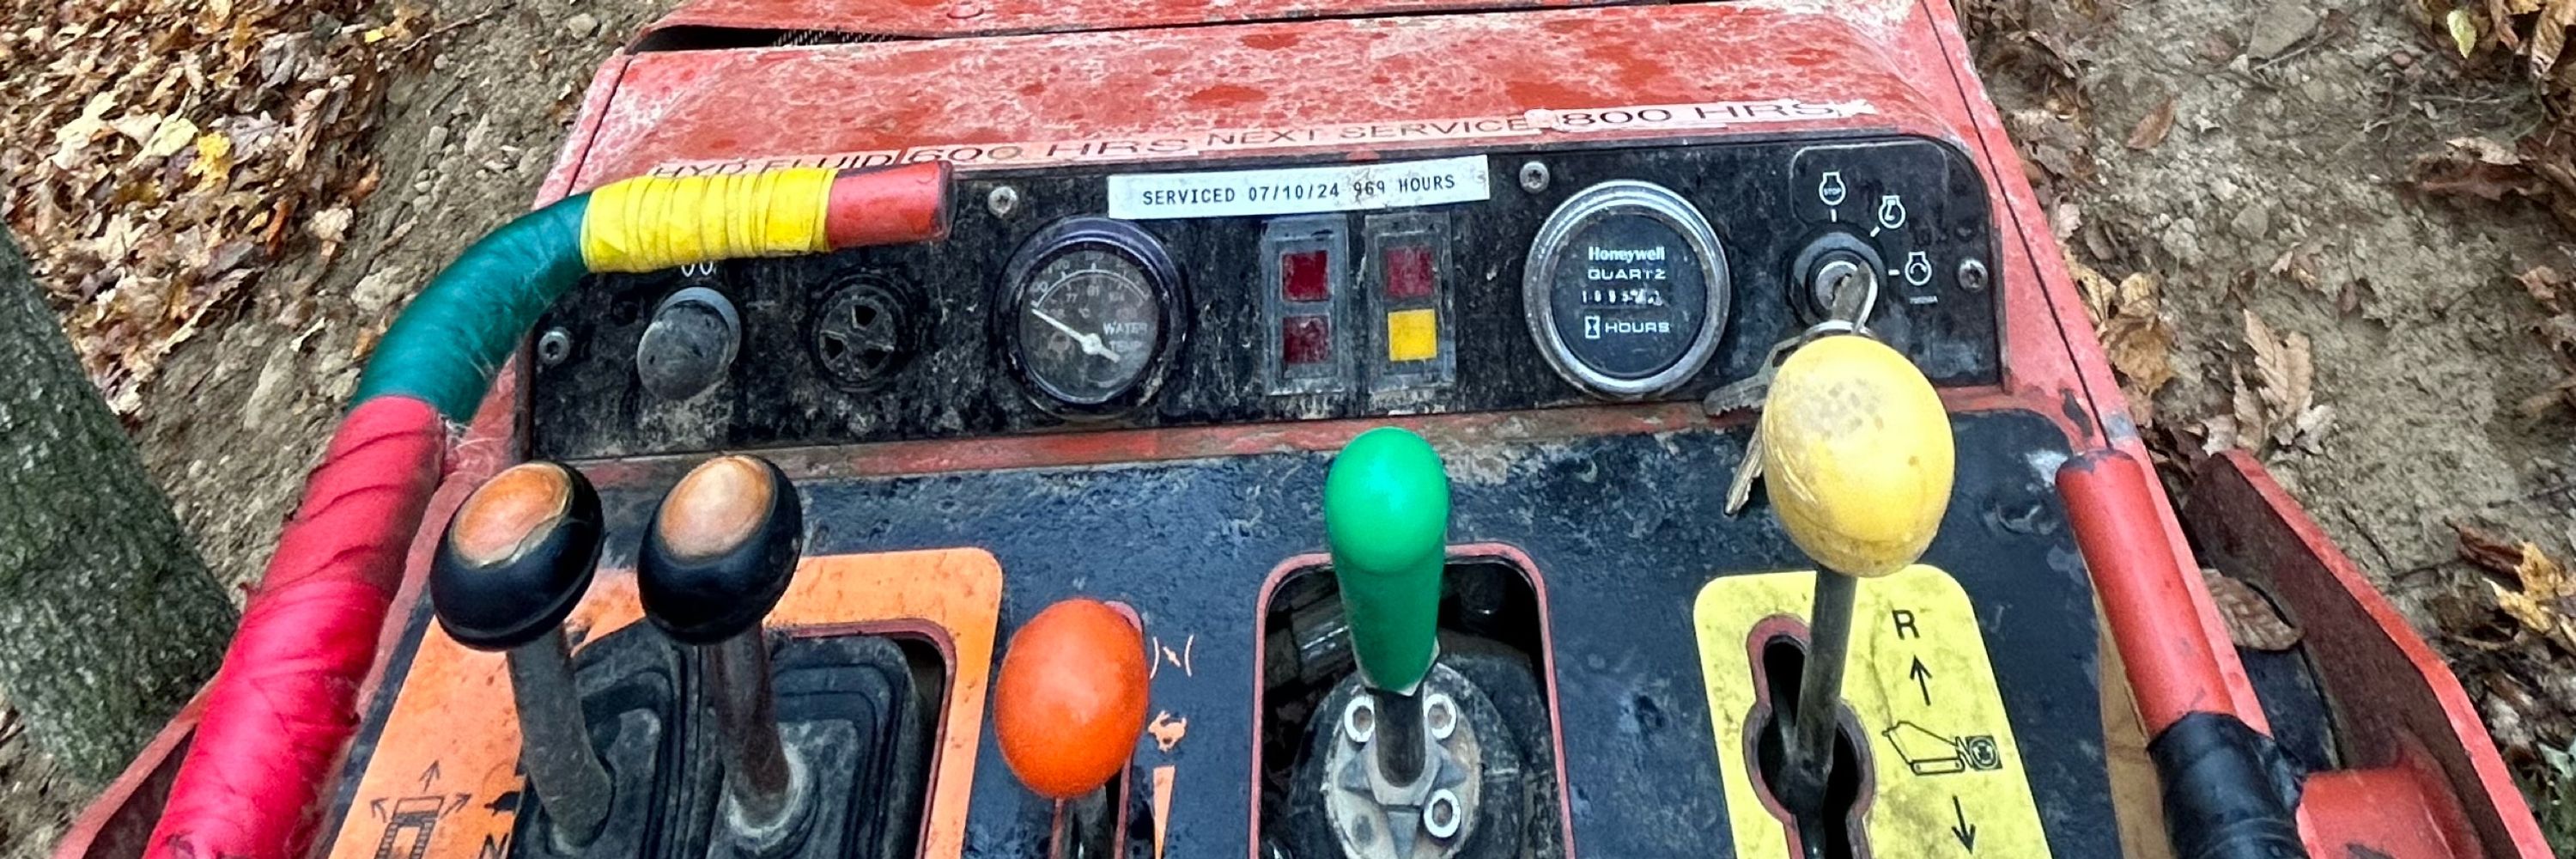 HYD FLUID 600 HRS NEXT SERVICE 800 HRS
SERVICED 07/10/24 969 HOURS
WATER
TEMP
°C
77
Honeywell
QUARTZ
HOURS
STOP
R
N